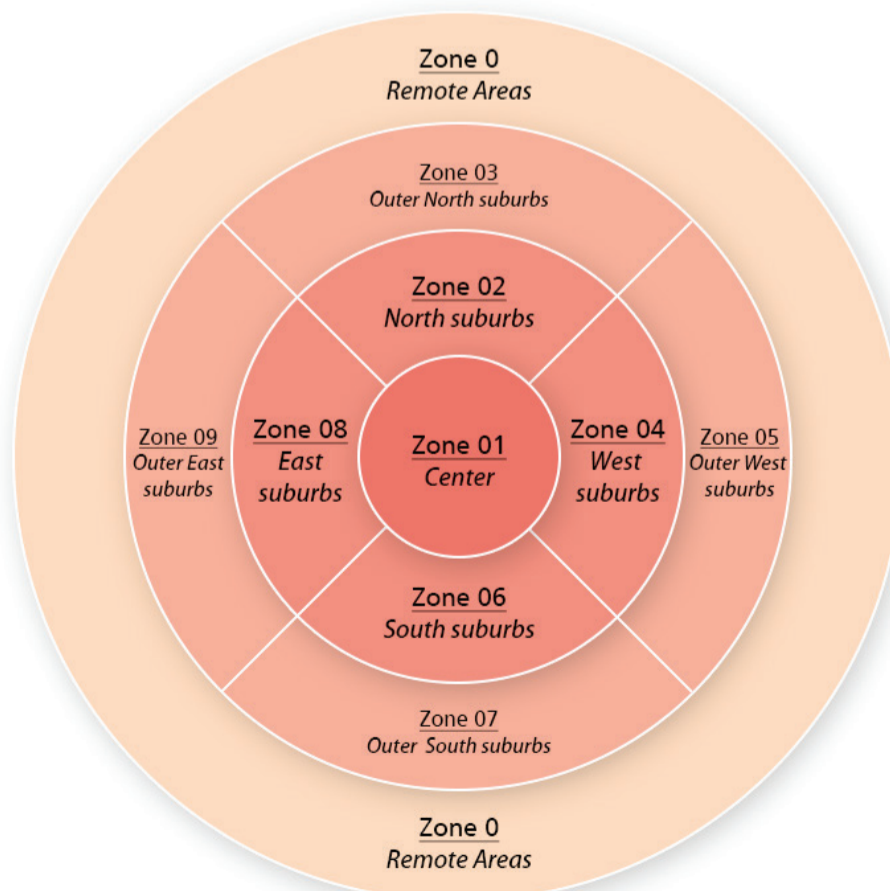 Zone 0
Remote Areas
Zone 03
Outer North suburbs
Zone 02
North suburbs
Zone 09
Outer East
suburbs
Zone 08
East
suburbs
Zone 01
Center
Zone 04
West
suburbs
Zone 05
Outer West
suburbs
Zone 06
South suburbs
Zone 07
Outer South suburbs
Zone 0
Remote Areas